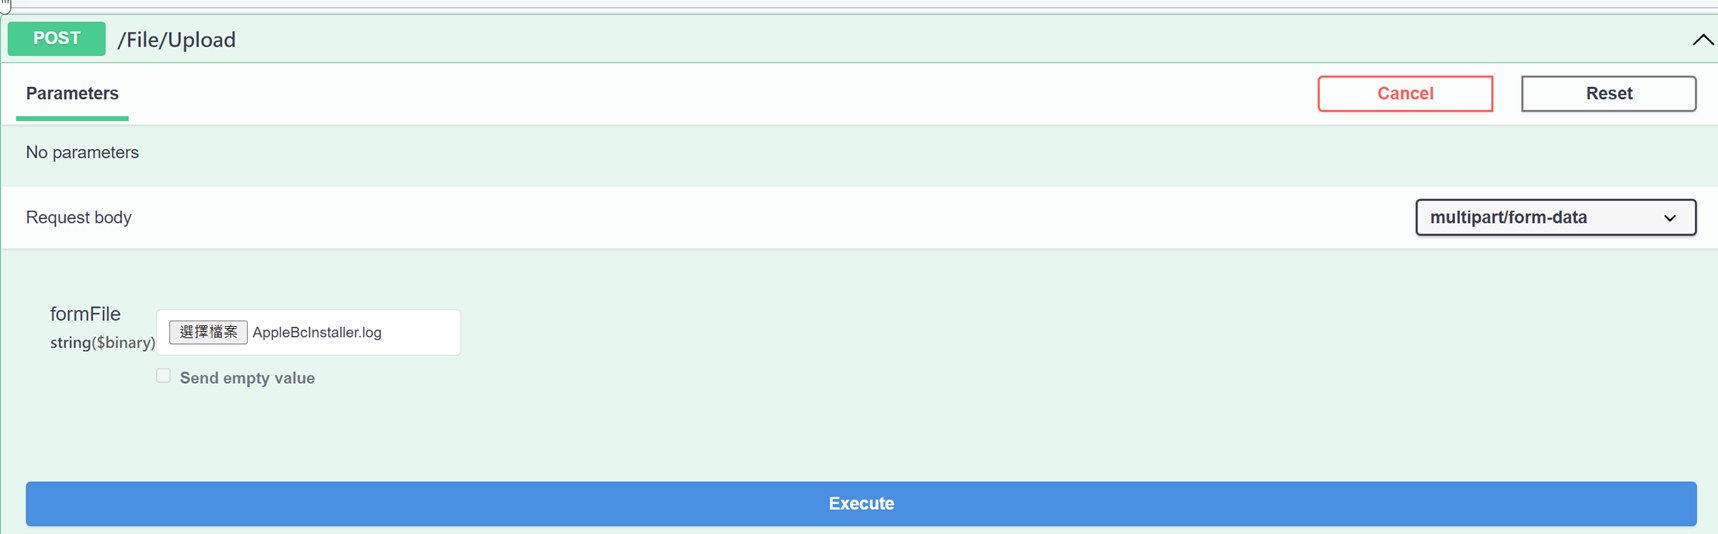 POST /File/Upload
Parameters Cancel Reset
No parameters
Request body multipart/form-data
formFile
string($binary) 選擇檔案 AppleBcInstaller.log
Send empty value
Execute